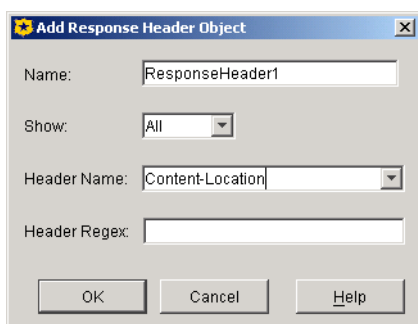 Add Response Header Object
Name: ResponseHeader1
Show: All
Header Name: Content-Location
Header Regex:
OK Cancel Help